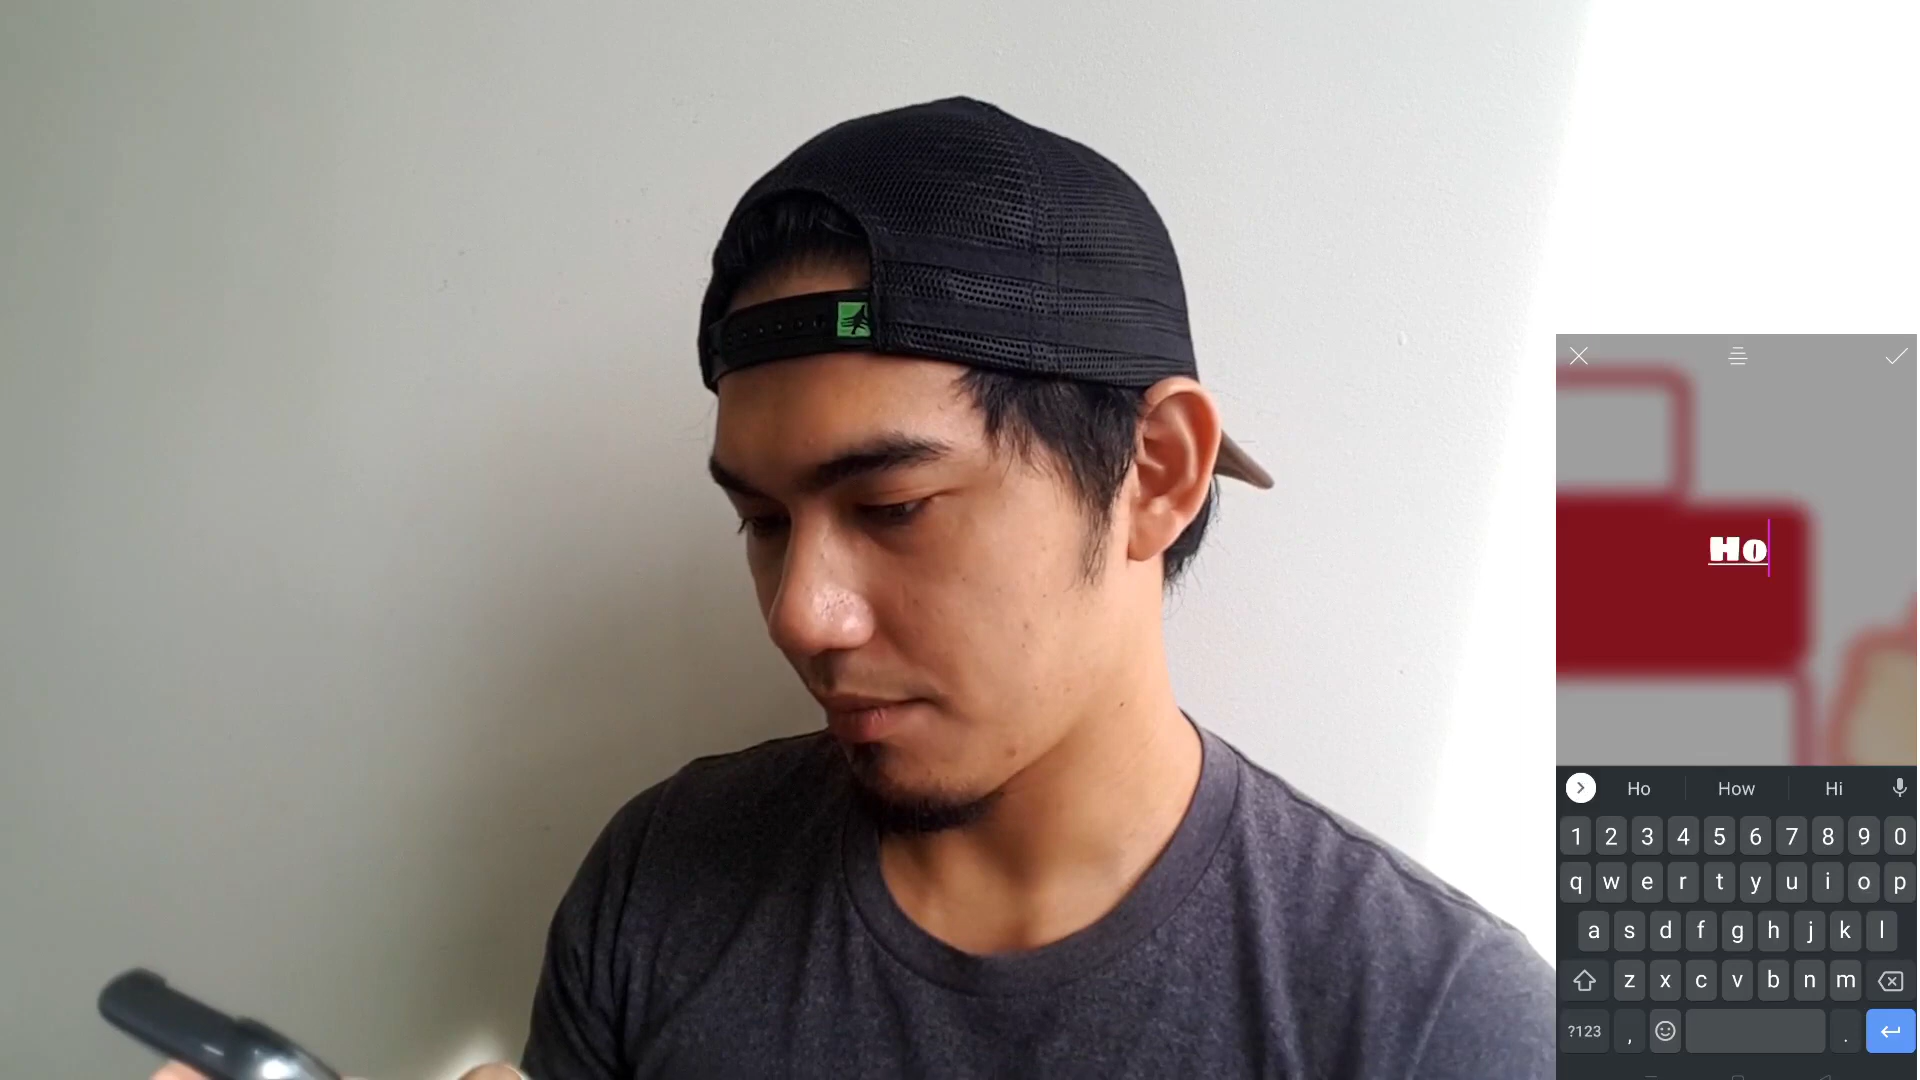 Ho
Ho How Hi
1 2 3 4 5 6 7 8 9 0
q w e r t y u i o p
a s d f g h j k l
z x c v b n m
?123 , .